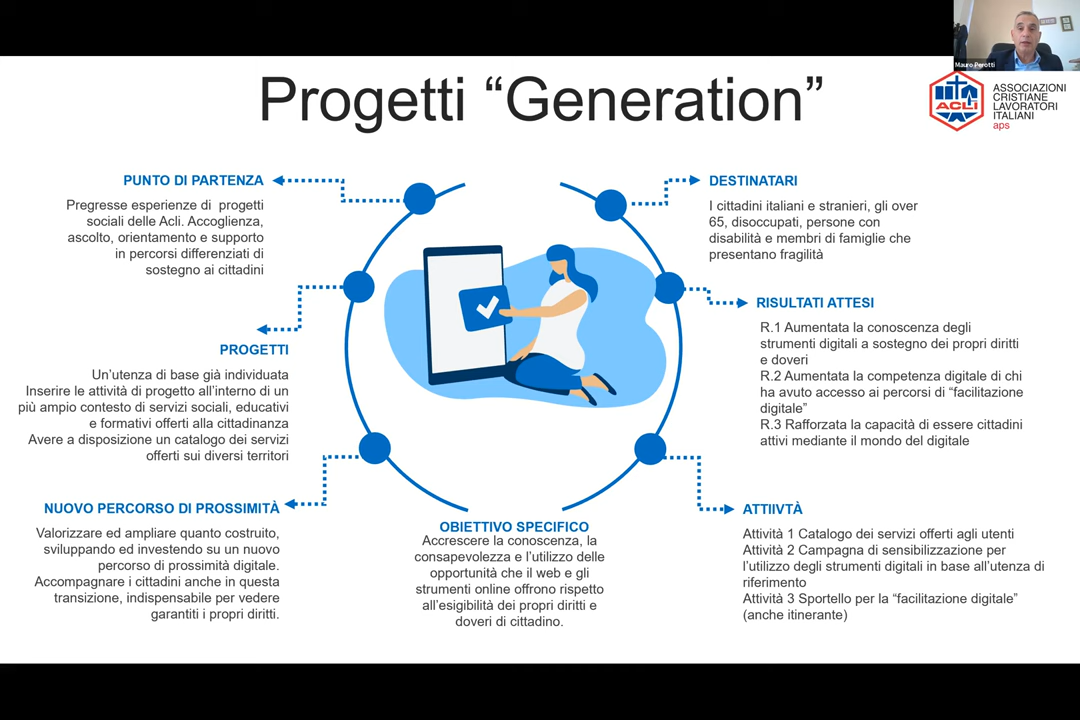 Mauro Perotti
Progetti “Generation”
ACLI
ASSOCIAZIONI
CRISTIANE
LAVORATORI
ITALIANI
aps
PUNTO DI PARTENZA
Pregresse esperienze di progetti
sociali delle Acli. Accoglienza,
ascolto, orientamento e supporto
in percorsi differenziati di
sostegno ai cittadini
PROGETTI
Un’utenza di base già individuata
Inserire le attività di progetto all’interno di un
più ampio contesto di servizi sociali, educativi
e formativi offerti alla cittadinanza
Avere a disposizione un catalogo dei servizi
offerti sui diversi territori
NUOVO PERCORSO DI PROSSIMITÀ
Valorizzare ed ampliare quanto costruito,
sviluppando ed investendo su un nuovo
percorso di prossimità digitale.
Accompagnare i cittadini anche in questa
transizione, indispensabile per vedere
garantiti i propri diritti.
OBIETTIVO SPECIFICO
Accrescere la conoscenza, la
consapevolezza e l’utilizzo delle
opportunità che il web e gli
strumenti online offrono rispetto
all’esigibilità dei propri diritti e
doveri di cittadino.
DESTINATARI
I cittadini italiani e stranieri, gli over
65, disoccupati, persone con
disabilità e membri di famiglie che
presentano fragilità
RISULTATI ATTESI
R.1 Aumentata la conoscenza degli
strumenti digitali a sostegno dei propri diritti
e doveri
R.2 Aumentata la competenza digitale di chi
ha avuto accesso ai percorsi di “facilitazione
digitale”
R.3 Rafforzata la capacità di essere cittadini
attivi mediante il mondo del digitale
ATTIIVTÀ
Attività 1 Catalogo dei servizi offerti agli utenti
Attività 2 Campagna di sensibilizzazione per
l’utilizzo degli strumenti digitali in base all’utenza di
riferimento
Attività 3 Sportello per la “facilitazione digitale”
(anche itinerante)